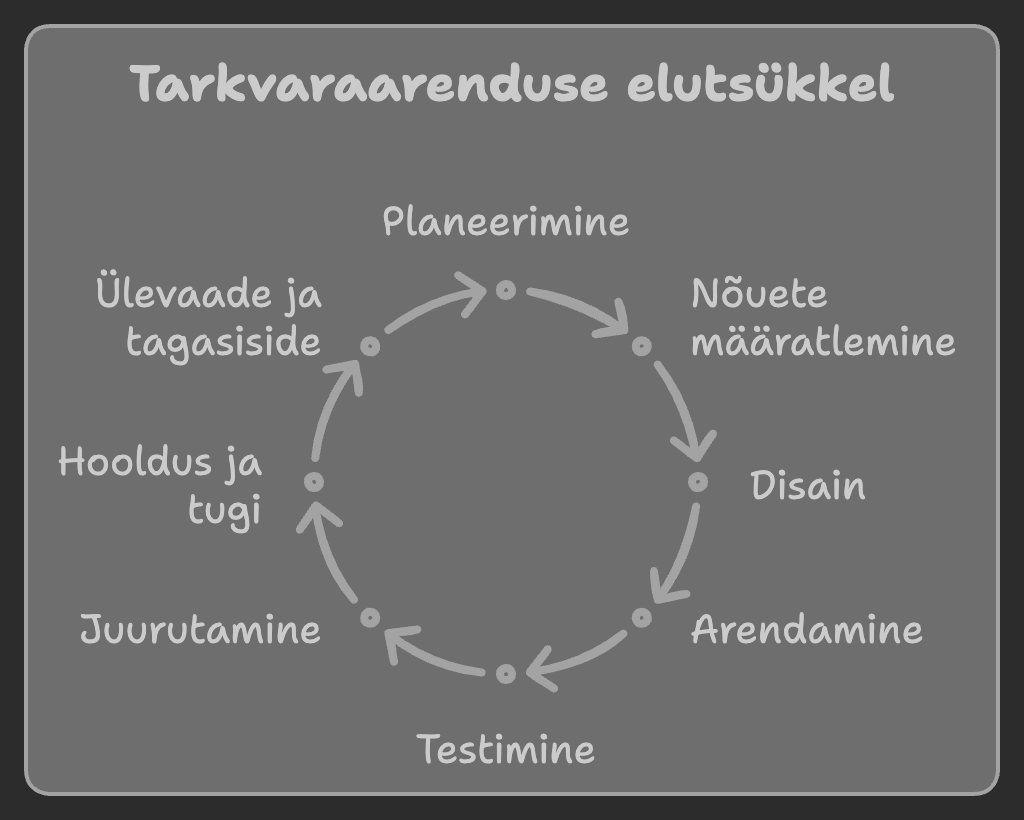 Tarkvaraarenduse elutsükkel
Planeerimine
Nõuete
määratlemine
Disain
Arendamine
Testimine
Juurutamine
Hooldus ja
tugi
Ülevaade ja
tagasiside